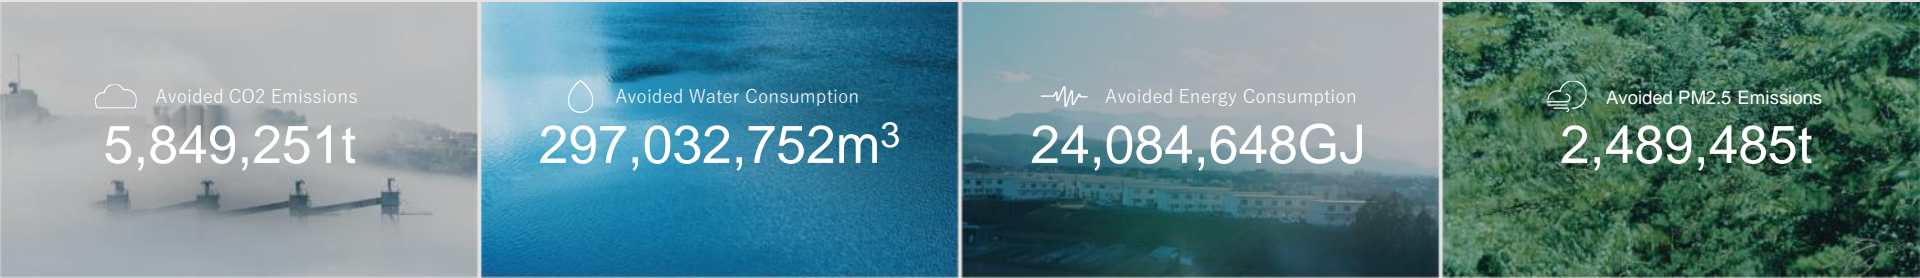 Avoided CO2 Emissions
5,849,251t
Avoided Water Consumption
297,032,752m³
Avoided Energy Consumption
24,084,648GJ
Avoided PM2.5 Emissions
2,489,485t